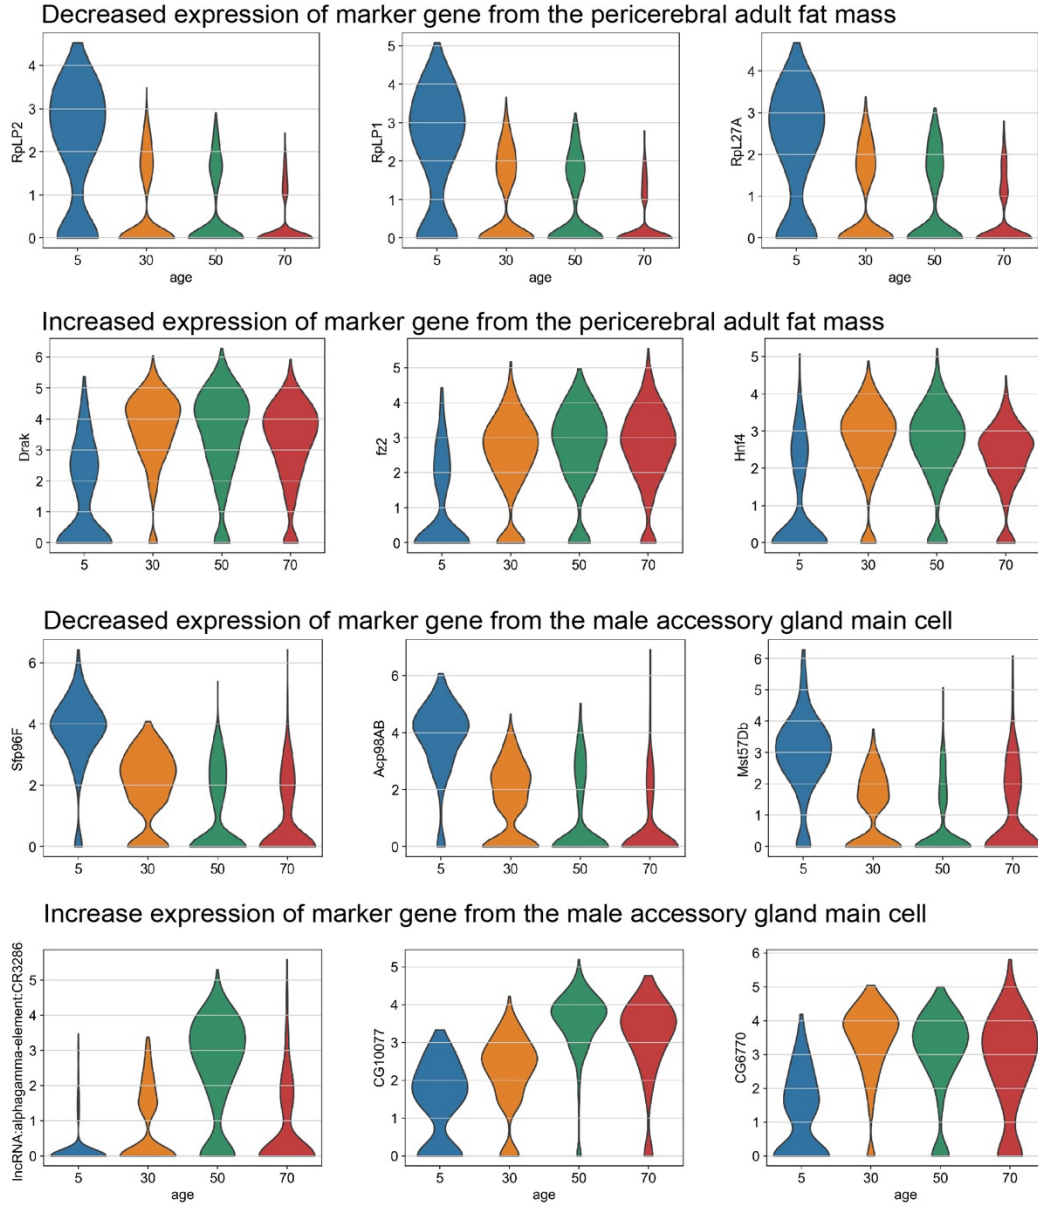 Decreased expression of marker gene from the pericerebral adult fat mass
RpLP2
4
3
2
1
0
5 30 50 70
age
RpLP1
5
4
3
2
1
0
5 30 50 70
age
RpL27A
4
3
2
1
0
5 30 50 70
age
Increased expression of marker gene from the pericerebral adult fat mass
Drak
6
5
4
3
2
1
0
5 30 50 70
fz2
5
4
3
2
1
0
5 30 50 70
Hnf4
5
4
3
2
1
0
5 30 50 70
Decreased expression of marker gene from the male accessory gland main cell
Sfp96F
6
4
2
0
5 30 50 70
Acp98AB
6
4
2
0
5 30 50 70
Mst57Db
6
5
4
3
2
1
0
5 30 50 70
Increase expression of marker gene from the male accessory gland main cell
lncRNA:alphagamma-element:CR3286
5
4
3
2
1
0
5 30 50 70
age
CG10077
5
4
3
2
1
0
5 30 50 70
age
CG6770
6
5
4
3
2
1
0
5 30 50 70
age